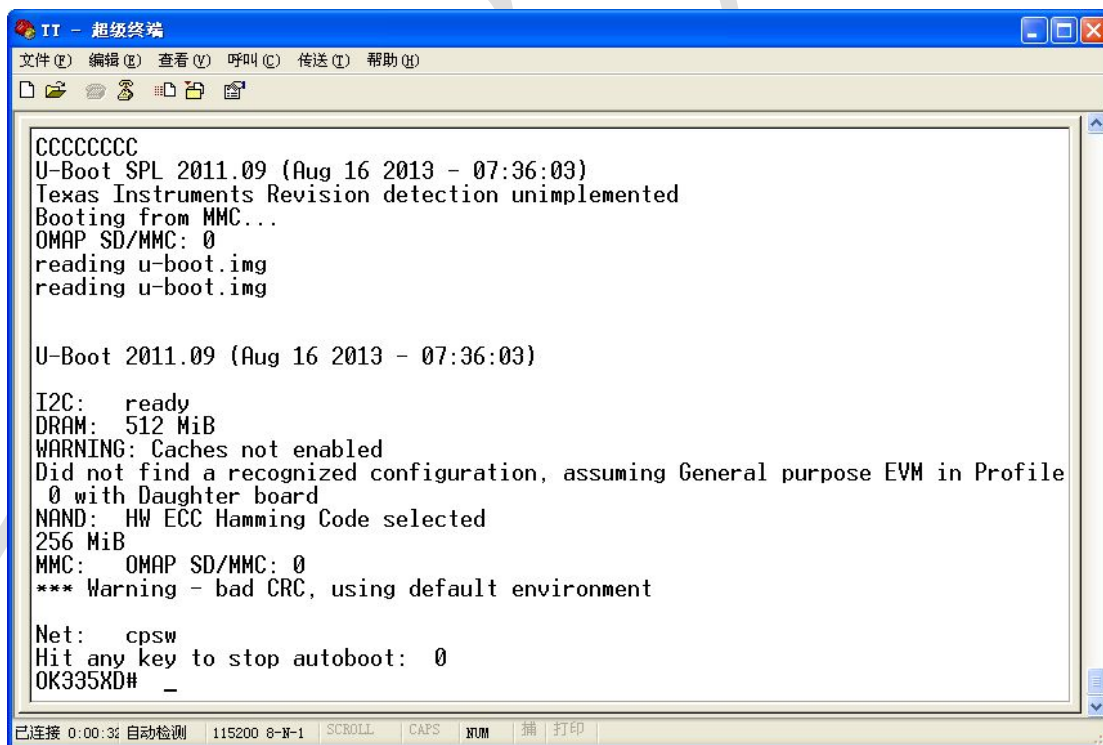 TT - 超级终端
文件(F) 编辑(E) 查看(V) 呼叫(C) 传送(T) 帮助(H)
CCCCCCCC
U-Boot SPL 2011.09 (Aug 16 2013 - 07:36:03)
Texas Instruments Revision detection unimplemented
Booting from MMC...
OMAP SD/MMC: 0
reading u-boot.img
reading u-boot.img
U-Boot 2011.09 (Aug 16 2013 - 07:36:03)
I2C:   ready
DRAM:  512 MiB
WARNING: Caches not enabled
Did not find a recognized configuration, assuming General purpose EVM in Profile
 0 with Daughter board
NAND:  HW ECC Hamming Code selected
256 MiB
MMC:   OMAP SD/MMC: 0
*** Warning - bad CRC, using default environment
Net:   cpsw
Hit any key to stop autoboot:  0
OK335XD#  _
已连接 0:00:32 自动检测 115200 8-N-1 SCROLL CAPS NUM 捕 打印